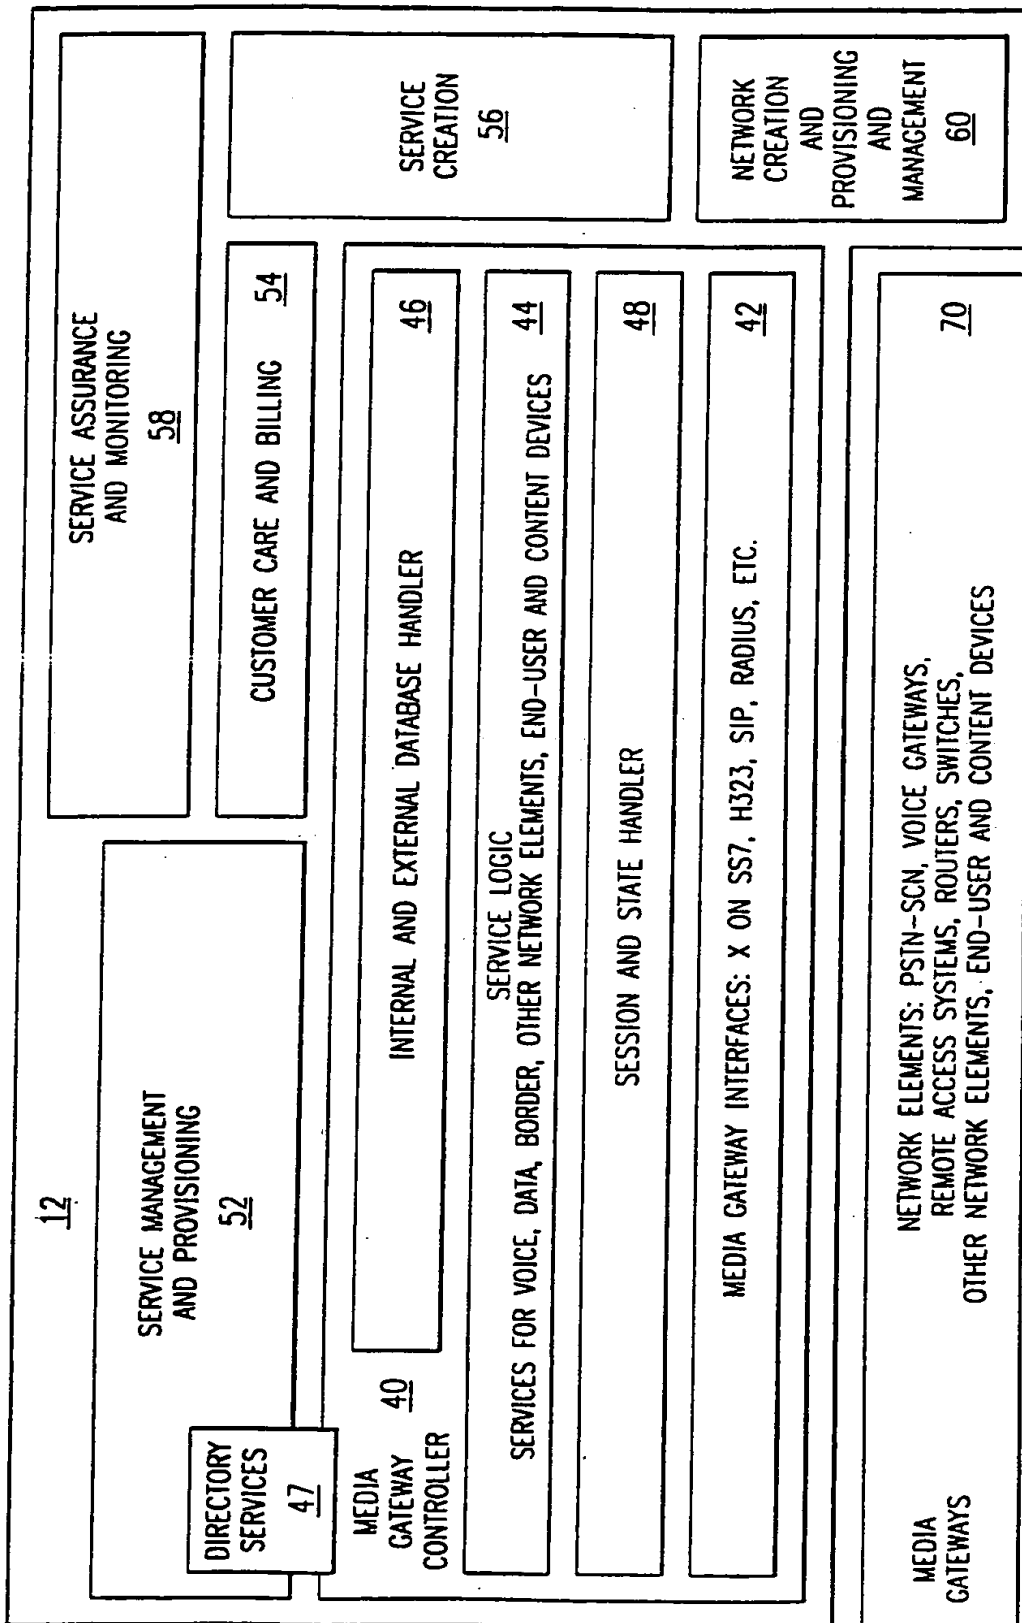 12
SERVICE MANAGEMENT
AND PROVISIONING
52
SERVICE ASSURANCE
AND MONITORING
58
DIRECTORY
SERVICES
47
CUSTOMER CARE AND BILLING 54
SERVICE
CREATION
56
MEDIA
GATEWAY
CONTROLLER
40
INTERNAL AND EXTERNAL DATABASE HANDLER 46
SERVICE LOGIC
SERVICES FOR VOICE, DATA, BORDER, OTHER NETWORK ELEMENTS, END-USER AND CONTENT DEVICES
44
SESSION AND STATE HANDLER 48
MEDIA GATEWAY INTERFACES: X ON SS7, H323, SIP, RADIUS, ETC. 42
NETWORK
CREATION
AND
PROVISIONING
AND
MANAGEMENT
60
MEDIA
GATEWAYS
NETWORK ELEMENTS: PSTN-SCN, VOICE GATEWAYS,
REMOTE ACCESS SYSTEMS, ROUTERS, SWITCHES,
OTHER NETWORK ELEMENTS, END-USER AND CONTENT DEVICES
70